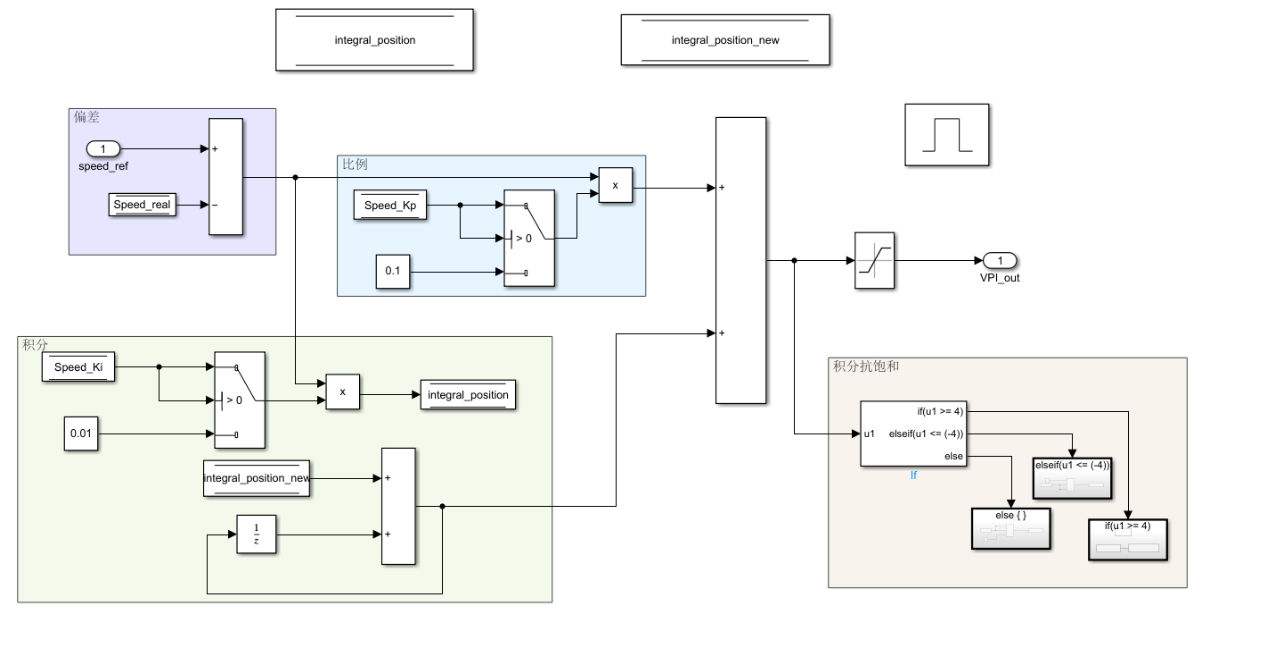 integral_position
integral_position_new
偏差
1
speed_ref
+
Speed_real
−
比例
Speed_Kp
> 0
0.1
x
+
+
1
VPI_out
积分
Speed_Ki
> 0
0.01
x
integral_position
integral_position_new
+
1
z
+
积分抗饱和
u1
if(u1 >= 4)
elseif(u1 <= (-4))
else
If
elseif(u1 <= (-4))
else { }
if(u1 >= 4)